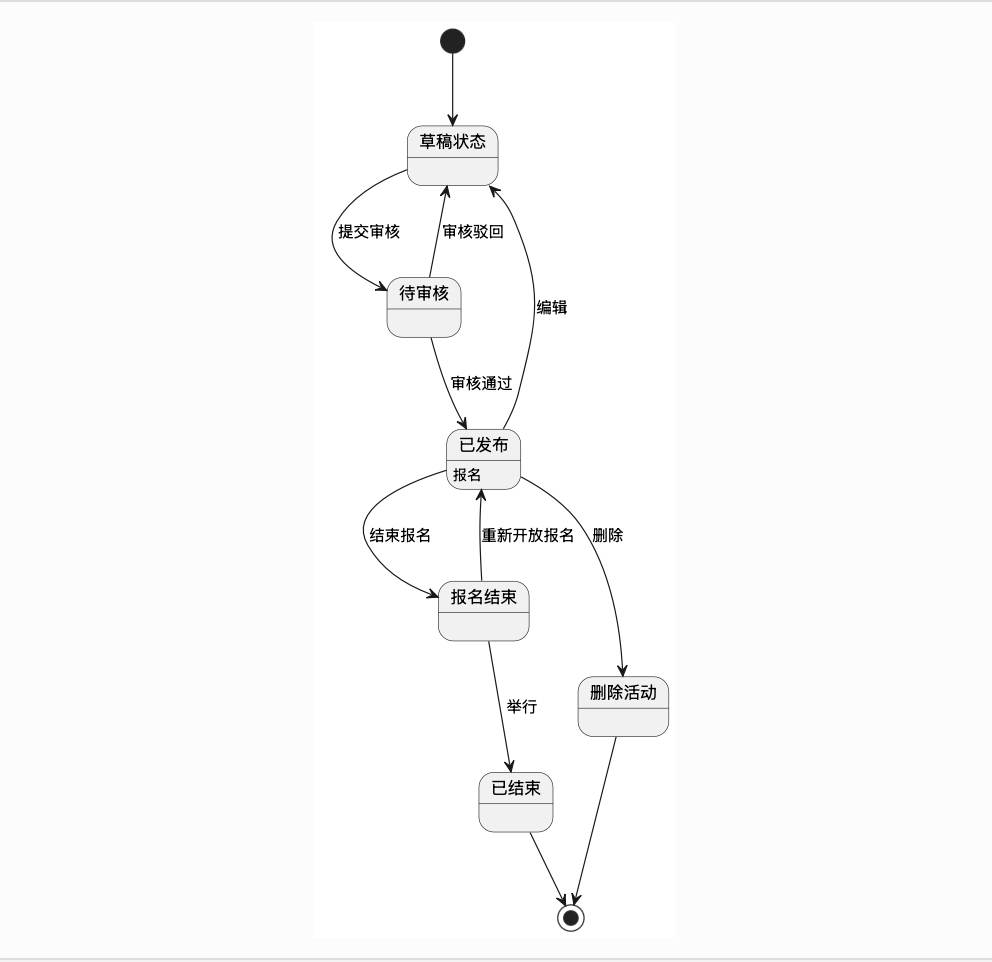 草稿状态
提交审核
审核驳回
待审核
编辑
审核通过
已发布
报名
结束报名
重新开放报名
删除
报名结束
删除活动
举行
已结束